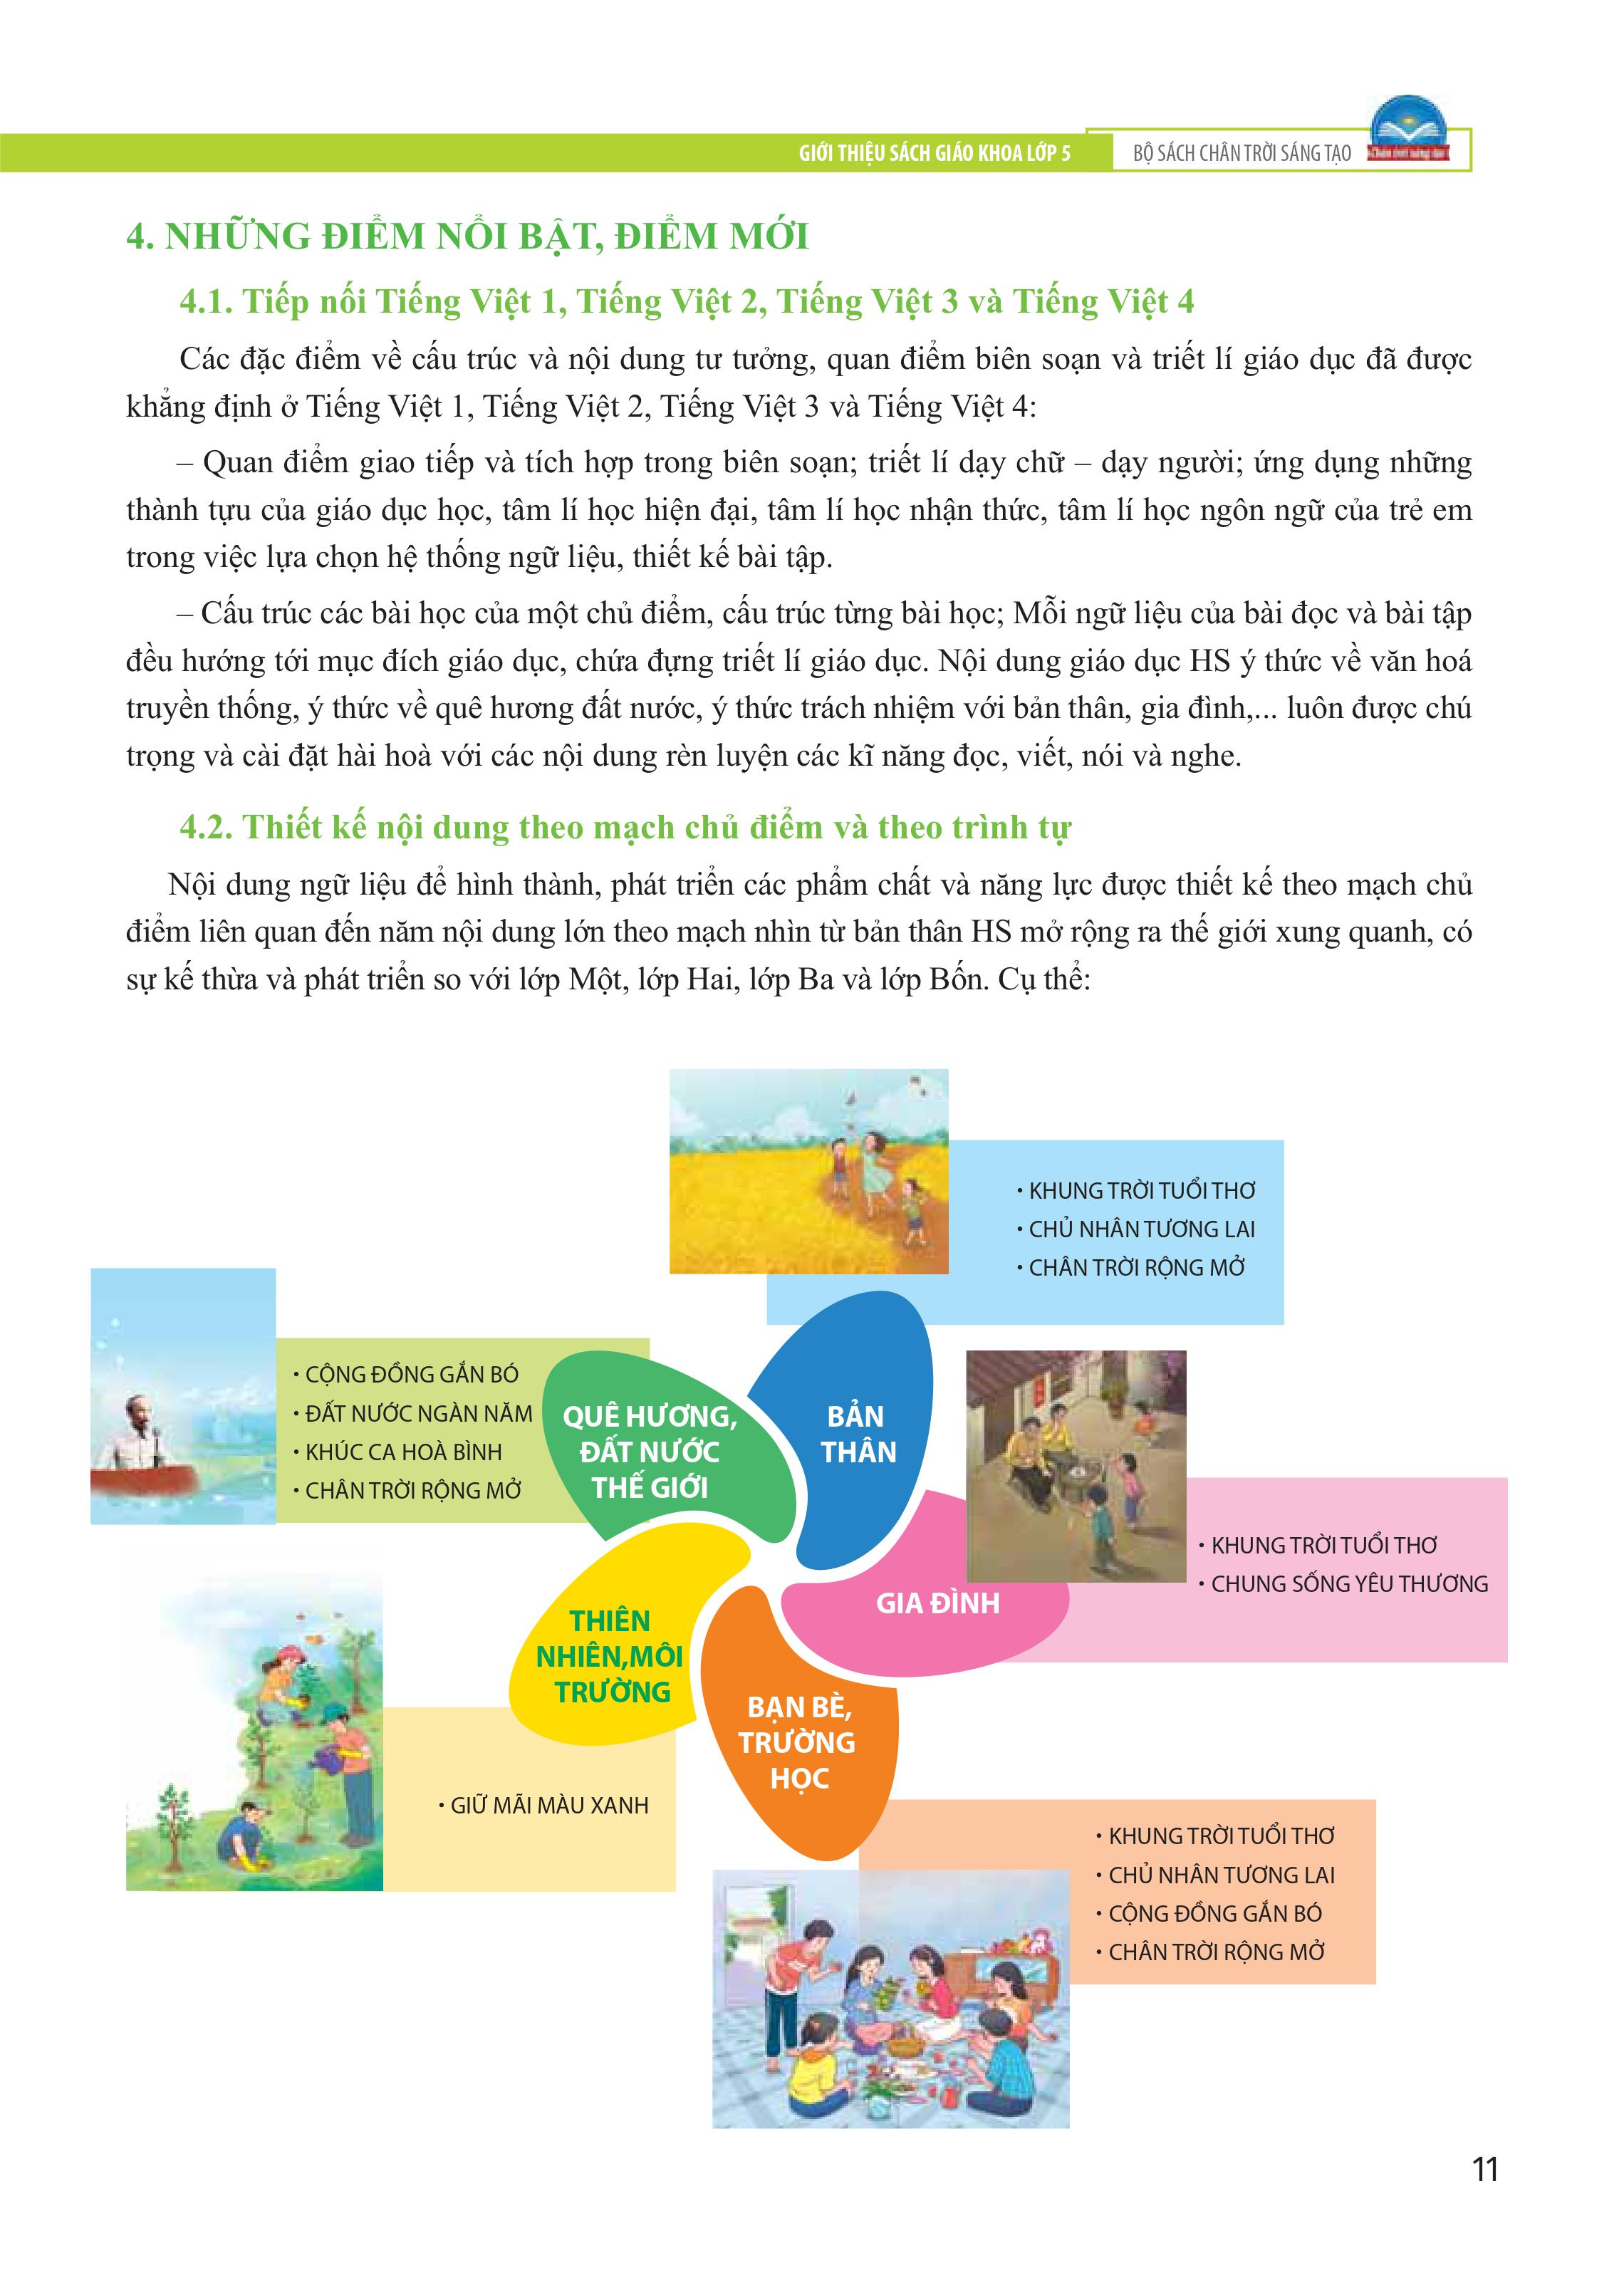 GIỚI THIỆU SÁCH GIÁO KHOA LỚP 5
BỘ SÁCH CHÂN TRỜI SÁNG TẠO
4. NHỮNG ĐIỂM NỔI BẬT, ĐIỂM MỚI
4.1. Tiếp nối Tiếng Việt 1, Tiếng Việt 2, Tiếng Việt 3 và Tiếng Việt 4
Các đặc điểm về cấu trúc và nội dung tư tưởng, quan điểm biên soạn và triết lí giáo dục đã được
khẳng định ở Tiếng Việt 1, Tiếng Việt 2, Tiếng Việt 3 và Tiếng Việt 4:
– Quan điểm giao tiếp và tích hợp trong biên soạn; triết lí dạy chữ – dạy người; ứng dụng những
thành tựu của giáo dục học, tâm lí học hiện đại, tâm lí học nhận thức, tâm lí học ngôn ngữ của trẻ em
trong việc lựa chọn hệ thống ngữ liệu, thiết kế bài tập.
– Cấu trúc các bài học của một chủ điểm, cấu trúc từng bài học; Mỗi ngữ liệu của bài đọc và bài tập
đều hướng tới mục đích giáo dục, chứa đựng triết lí giáo dục. Nội dung giáo dục HS ý thức về văn hoá
truyền thống, ý thức về quê hương đất nước, ý thức trách nhiệm với bản thân, gia đình,... luôn được chú
trọng và cài đặt hài hoà với các nội dung rèn luyện các kĩ năng đọc, viết, nói và nghe.
4.2. Thiết kế nội dung theo mạch chủ điểm và theo trình tự
Nội dung ngữ liệu để hình thành, phát triển các phẩm chất và năng lực được thiết kế theo mạch chủ
điểm liên quan đến năm nội dung lớn theo mạch nhìn từ bản thân HS mở rộng ra thế giới xung quanh, có
sự kế thừa và phát triển so với lớp Một, lớp Hai, lớp Ba và lớp Bốn. Cụ thể:
• KHUNG TRỜI TUỔI THƠ
• CHỦ NHÂN TƯƠNG LAI
• CHÂN TRỜI RỘNG MỞ
• CỘNG ĐỒNG GẮN BÓ
• ĐẤT NƯỚC NGÀN NĂM
• KHÚC CA HOÀ BÌNH
• CHÂN TRỜI RỘNG MỞ
QUÊ HƯƠNG,
ĐẤT NƯỚC
THẾ GIỚI
BẢN
THÂN
• KHUNG TRỜI TUỔI THƠ
• CHUNG SỐNG YÊU THƯƠNG
GIA ĐÌNH
THIÊN
NHIÊN,MÔI
TRƯỜNG
BẠN BÈ,
TRƯỜNG
HỌC
• GIỮ MÃI MÀU XANH
• KHUNG TRỜI TUỔI THƠ
• CHỦ NHÂN TƯƠNG LAI
• CỘNG ĐỒNG GẮN BÓ
• CHÂN TRỜI RỘNG MỞ
11